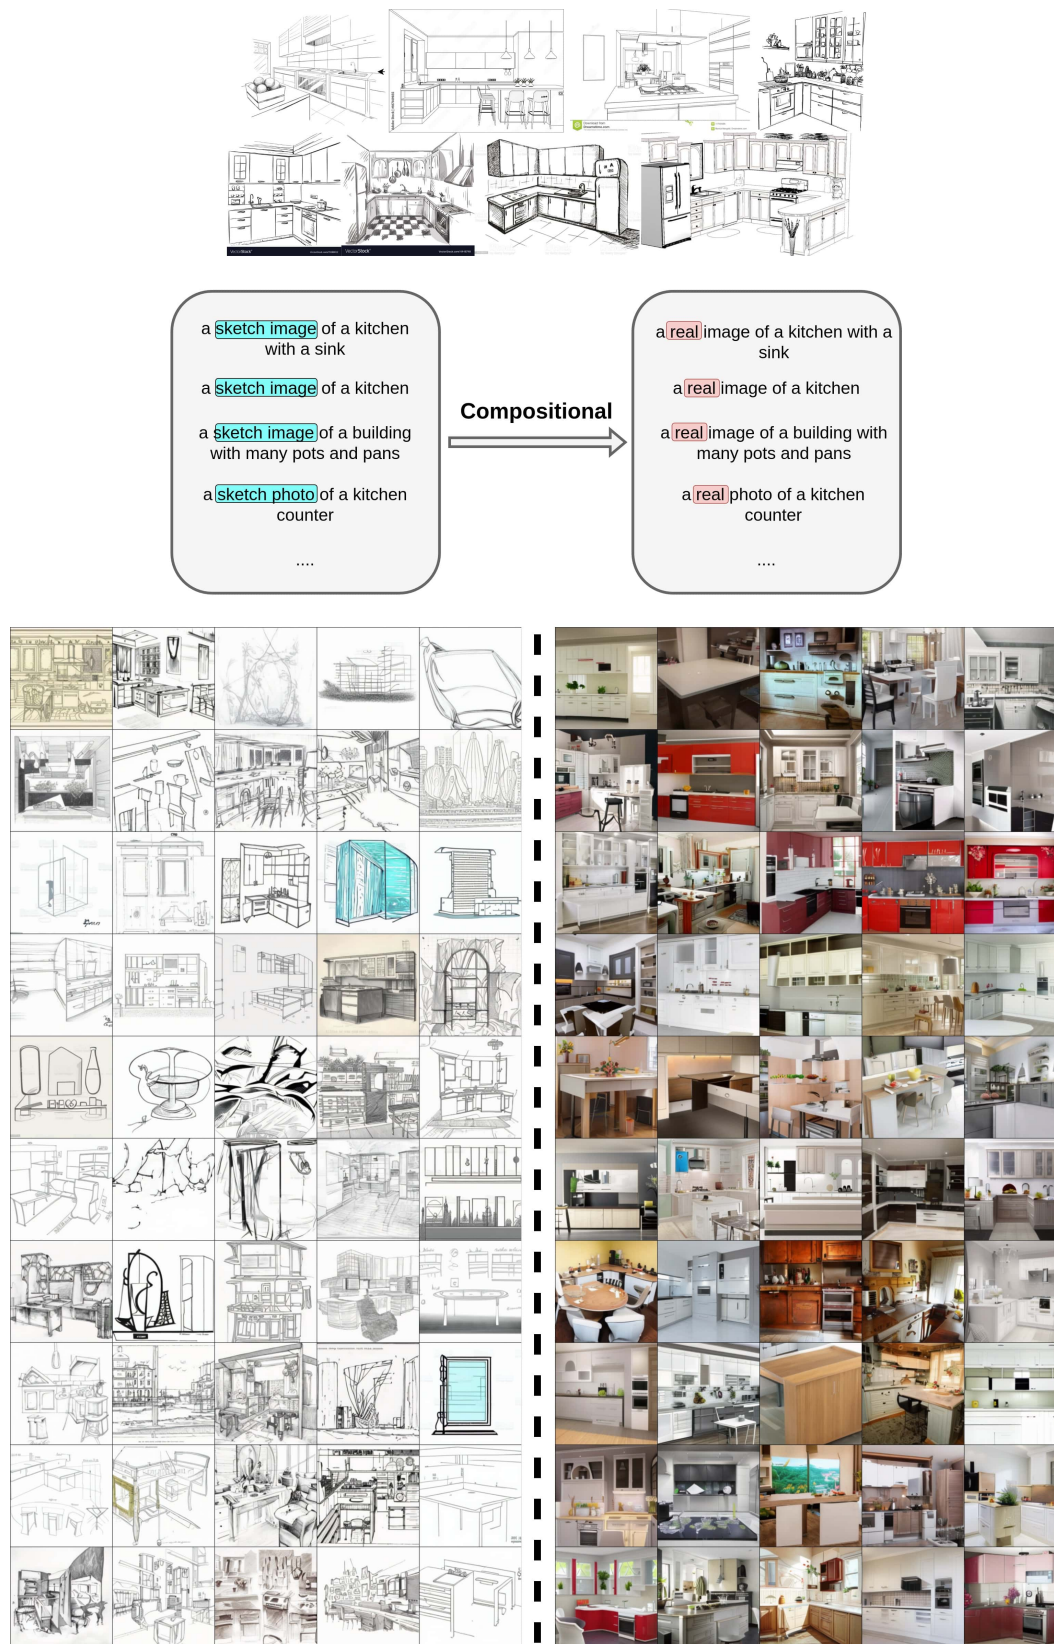 VectorStock
VectorStock
a sketch image of a kitchen
with a sink
a sketch image of a kitchen
a sketch image of a building
with many pots and pans
a sketch photo of a kitchen
counter
....
Compositional
a real image of a kitchen with a
sink
a real image of a kitchen
a real image of a building with
many pots and pans
a real photo of a kitchen
counter
....